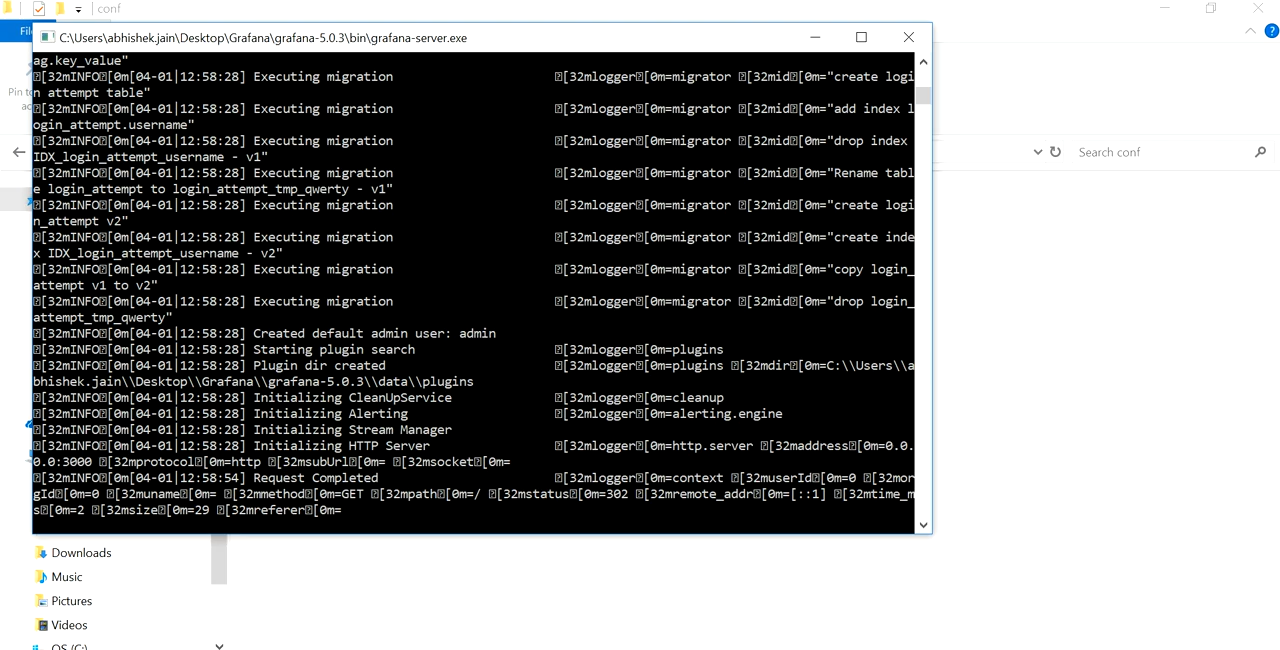 conf
C:\Users\abhishek.jain\Desktop\Grafana\grafana-5.0.3\bin\grafana-server.exe
Fil
?
Pin to
Search conf
ag.key_value"
[32mINFO[0m[04-01|12:58:28] Executing migration [32mlogger[0m=migrator [32mid[0m="create logi
n attempt table"
[32mINFO[0m[04-01|12:58:28] Executing migration [32mlogger[0m=migrator [32mid[0m="add index l
ogin_attempt.username"
[32mINFO[0m[04-01|12:58:28] Executing migration [32mlogger[0m=migrator [32mid[0m="drop index
IDX_login_attempt_username - v1"
[32mINFO[0m[04-01|12:58:28] Executing migration [32mlogger[0m=migrator [32mid[0m="Rename tabl
e login_attempt to login_attempt_tmp_qwerty - v1"
[32mINFO[0m[04-01|12:58:28] Executing migration [32mlogger[0m=migrator [32mid[0m="create logi
n_attempt v2"
[32mINFO[0m[04-01|12:58:28] Executing migration [32mlogger[0m=migrator [32mid[0m="create inde
x IDX_login_attempt_username - v2"
[32mINFO[0m[04-01|12:58:28] Executing migration [32mlogger[0m=migrator [32mid[0m="copy login_
attempt v1 to v2"
[32mINFO[0m[04-01|12:58:28] Executing migration [32mlogger[0m=migrator [32mid[0m="drop login_
attempt_tmp_qwerty"
[32mINFO[0m[04-01|12:58:28] Created default admin user: admin
[32mINFO[0m[04-01|12:58:28] Starting plugin search [32mlogger[0m=plugins
[32mINFO[0m[04-01|12:58:28] Plugin dir created [32mlogger[0m=plugins [32mdir[0m=C:\\Users\\a
bhishek.jain\\Desktop\\Grafana\\grafana-5.0.3\\data\\plugins
[32mINFO[0m[04-01|12:58:28] Initializing CleanUpService [32mlogger[0m=cleanup
[32mINFO[0m[04-01|12:58:28] Initializing Alerting [32mlogger[0m=alerting.engine
[32mINFO[0m[04-01|12:58:28] Initializing Stream Manager
[32mINFO[0m[04-01|12:58:28] Initializing HTTP Server [32mlogger[0m=http.server [32maddress[0m=0.0.
0.0:3000 [32mprotocol[0m=http [32msubUrl[0m= [32msocket[0m=
[32mINFO[0m[04-01|12:58:54] Request Completed [32mlogger[0m=context [32muserId[0m=0 [32mor
gId[0m=0 [32muname[0m= [32mmethod[0m=GET [32mpath[0m=/ [32mstatus[0m=302 [32mremote_addr[0m=[::1] [32mtime_m
s[0m=2 [32msize[0m=29 [32mreferer[0m=
Downloads
Music
Pictures
Videos
OS (C:)